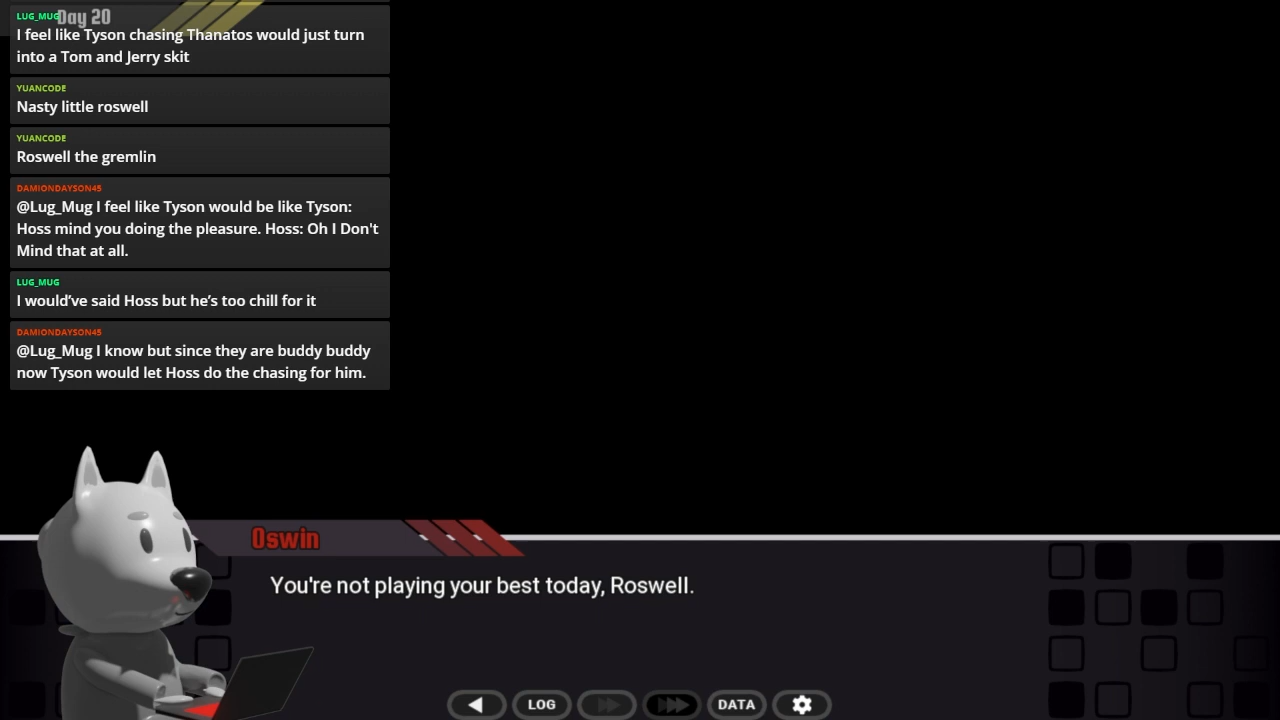 Day 20
LUG_MUG
I feel like Tyson chasing Thanatos would just turn
into a Tom and Jerry skit
YUANCODE
Nasty little roswell
YUANCODE
Roswell the gremlin
DAMIONDAYSON45
@Lug_Mug I feel like Tyson would be like Tyson:
Hoss mind you doing the pleasure. Hoss: Oh I Don't
Mind that at all.
LUG_MUG
I would’ve said Hoss but he’s too chill for it
DAMIONDAYSON45
@Lug_Mug I know but since they are buddy buddy
now Tyson would let Hoss do the chasing for him.
Oswin
You're not playing your best today, Roswell.
LOG
DATA